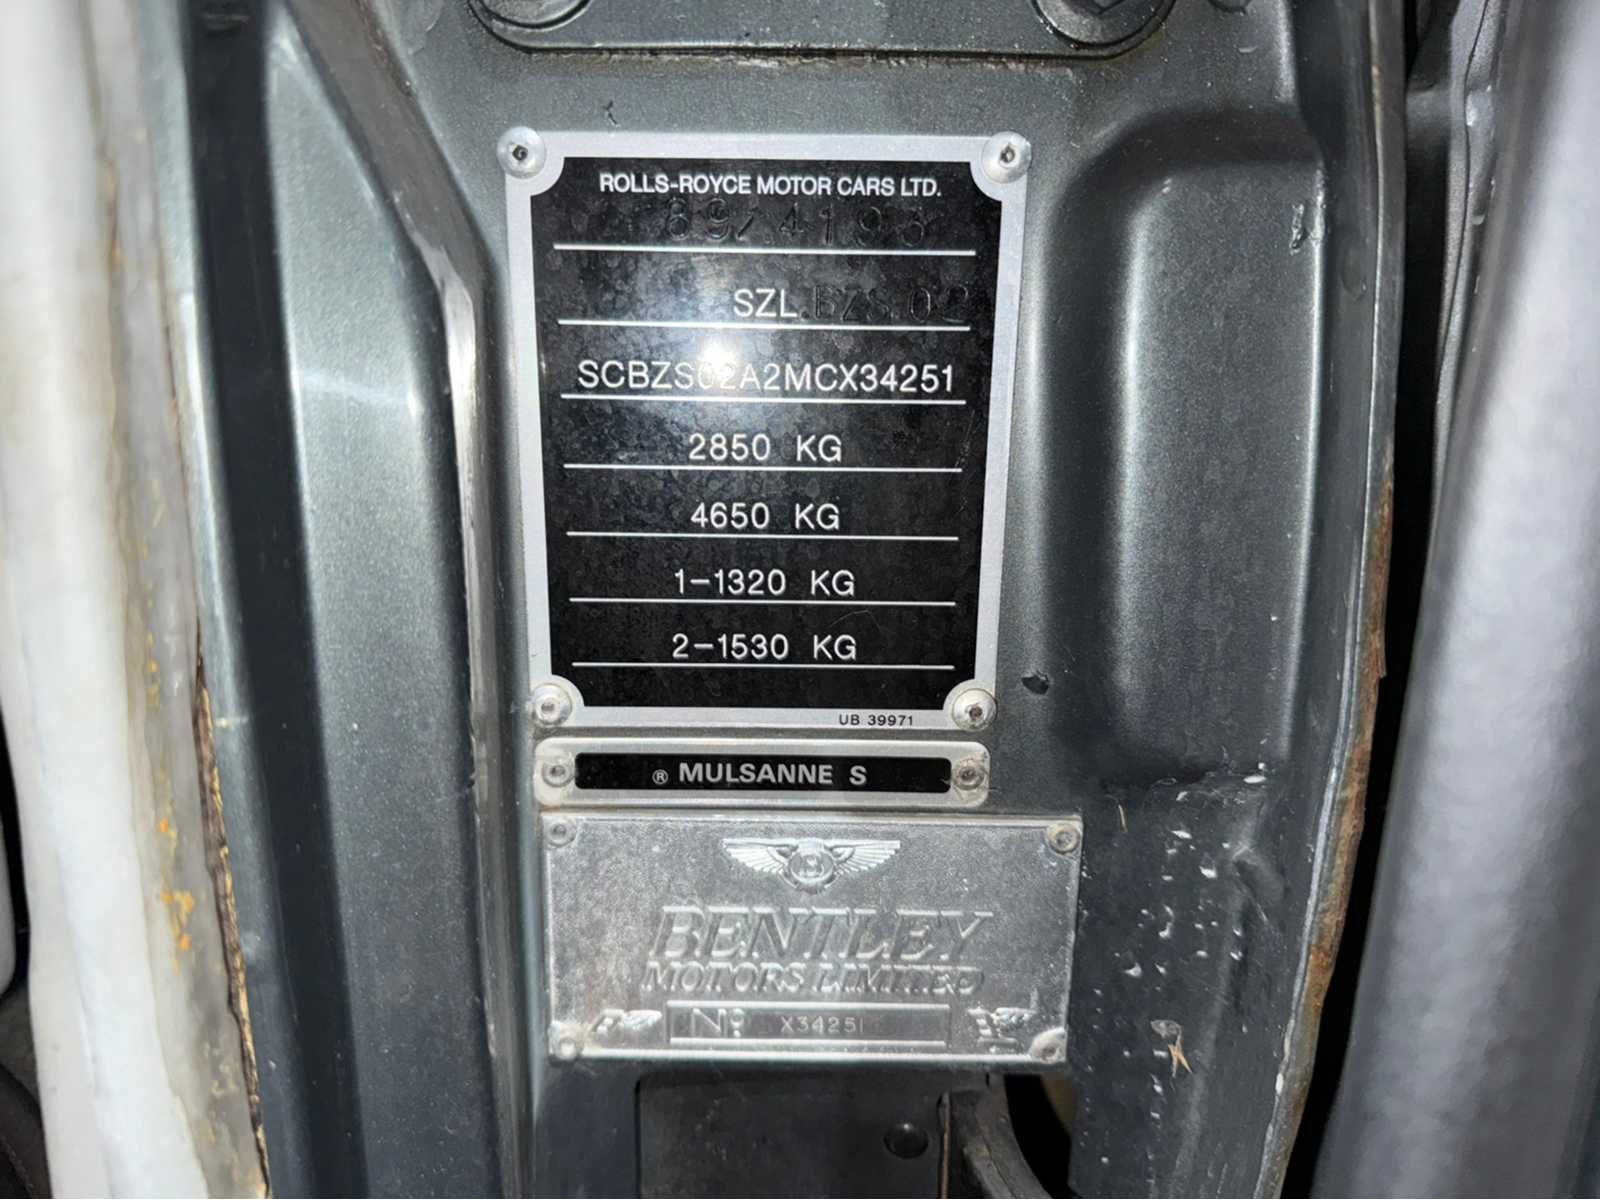 ROLLS-ROYCE MOTOR CARS LTD.
SZL.BZS.02
SCBZS02A2MCX34251
2850 KG
4650 KG
1-1320 KG
2-1530 KG
UB 39971
® MULSANNE S
B
BENTLEY
MOTORS LIMITED
Nº X34251